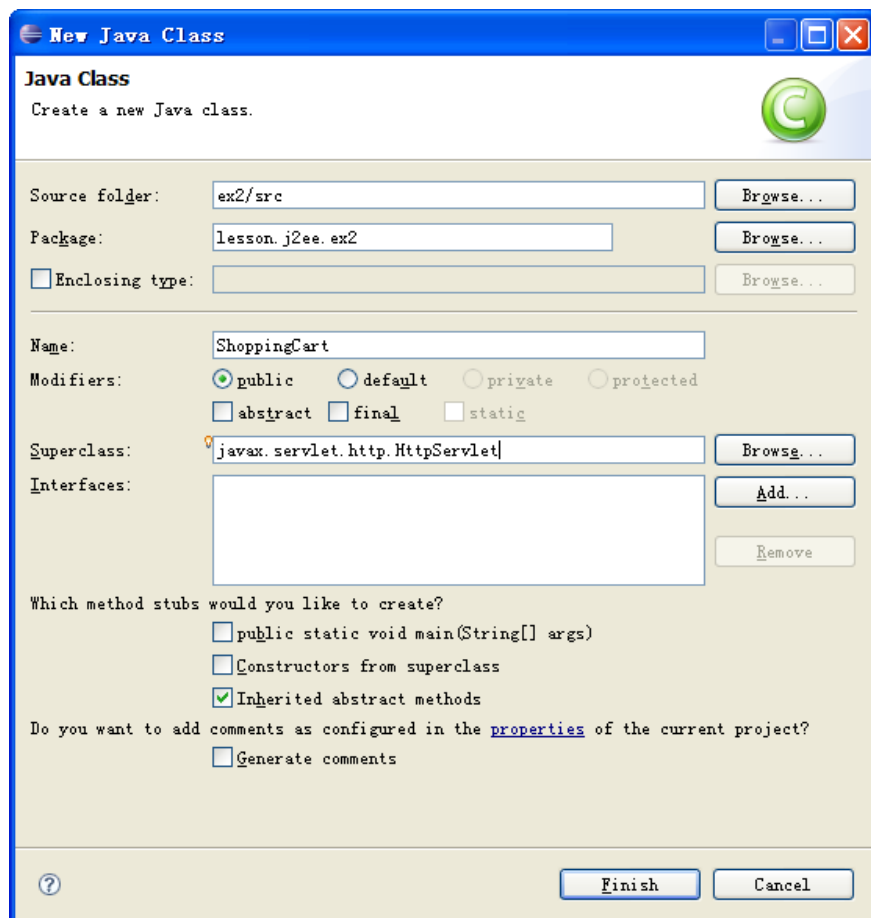 New Java Class
Java Class
Create a new Java class.
Source folder: ex2/src Browse...
Package: lesson.j2ee.ex2 Browse...
Enclosing type: Browse...
Name: ShoppingCart
Modifiers: public default private protected
abstract final static
Superclass: javax.servlet.http.HttpServlet Browse...
Interfaces: Add...
Remove
Which method stubs would you like to create?
public static void main(String[] args)
Constructors from superclass
Inherited abstract methods
Do you want to add comments as configured in the properties of the current project?
Generate comments
Finish Cancel